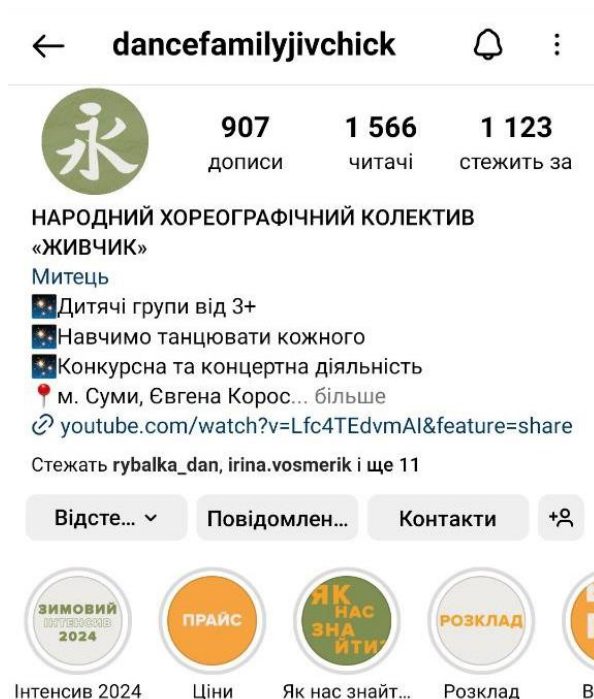 dancefamilyjivchick
永
907 1 566 1 123
дописи читачі стежить за
НАРОДНИЙ ХОРЕОГРАФІЧНИЙ КОЛЕКТИВ
«ЖИВЧИК»
Митець
Дитячі групи від 3+
Навчимо танцювати кожного
Конкурсна та концертна діяльність
м. Суми, Євгена Корос... більше
youtube.com/watch?v=Lfc4TEdvmAI&feature=share
Стежать rybalka_dan, irina.vosmerik і ще 11
Відсте... Повідомлен... Контакти
ЗИМОВИЙ
ІНТЕНСИВ
2024
ПРАЙС
ЯК
НАС
ЗНА
ЙТИ?
РОЗКЛАД
Інтенсив 2024 Ціни Як нас знайт... Розклад